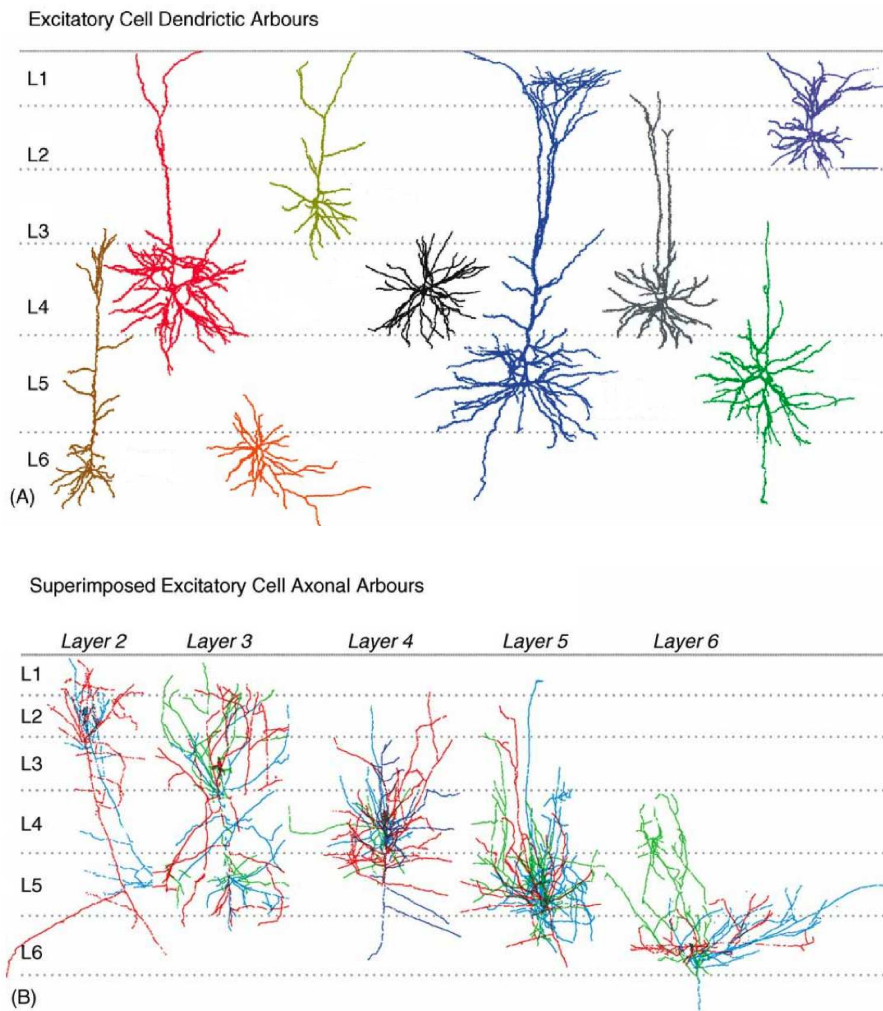 Excitatory Cell Dendrictic Arbours
L1
L2
L3
L4
L5
L6
(A)
Superimposed Excitatory Cell Axonal Arbours
Layer 2 Layer 3 Layer 4 Layer 5 Layer 6
L1
L2
L3
L4
L5
L6
(B)